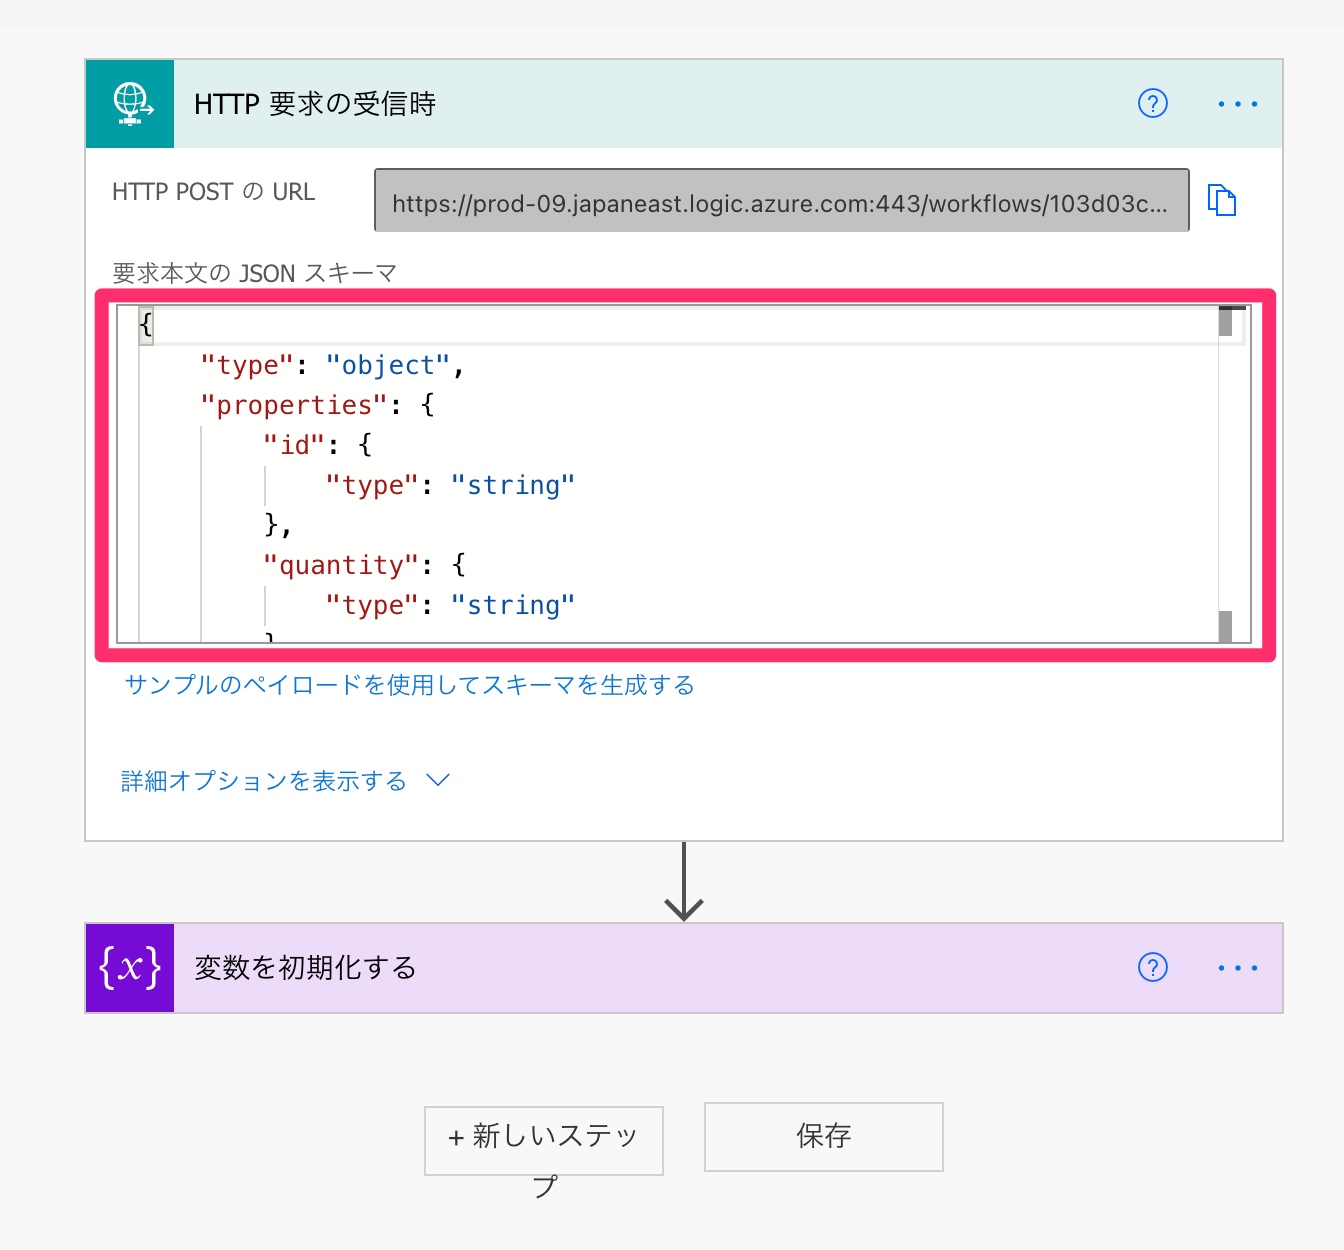 HTTP 要求の受信時
HTTP POST の URL
https://prod-09.japaneast.logic.azure.com:443/workflows/103d03c...
要求本文の JSON スキーマ
{
"type": "object",
"properties": {
"id": {
"type": "string"
},
"quantity": {
"type": "string"
}
サンプルのペイロードを使用してスキーマを生成する
詳細オプションを表示する
{x} 変数を初期化する
+ 新しいステッ
プ
保存